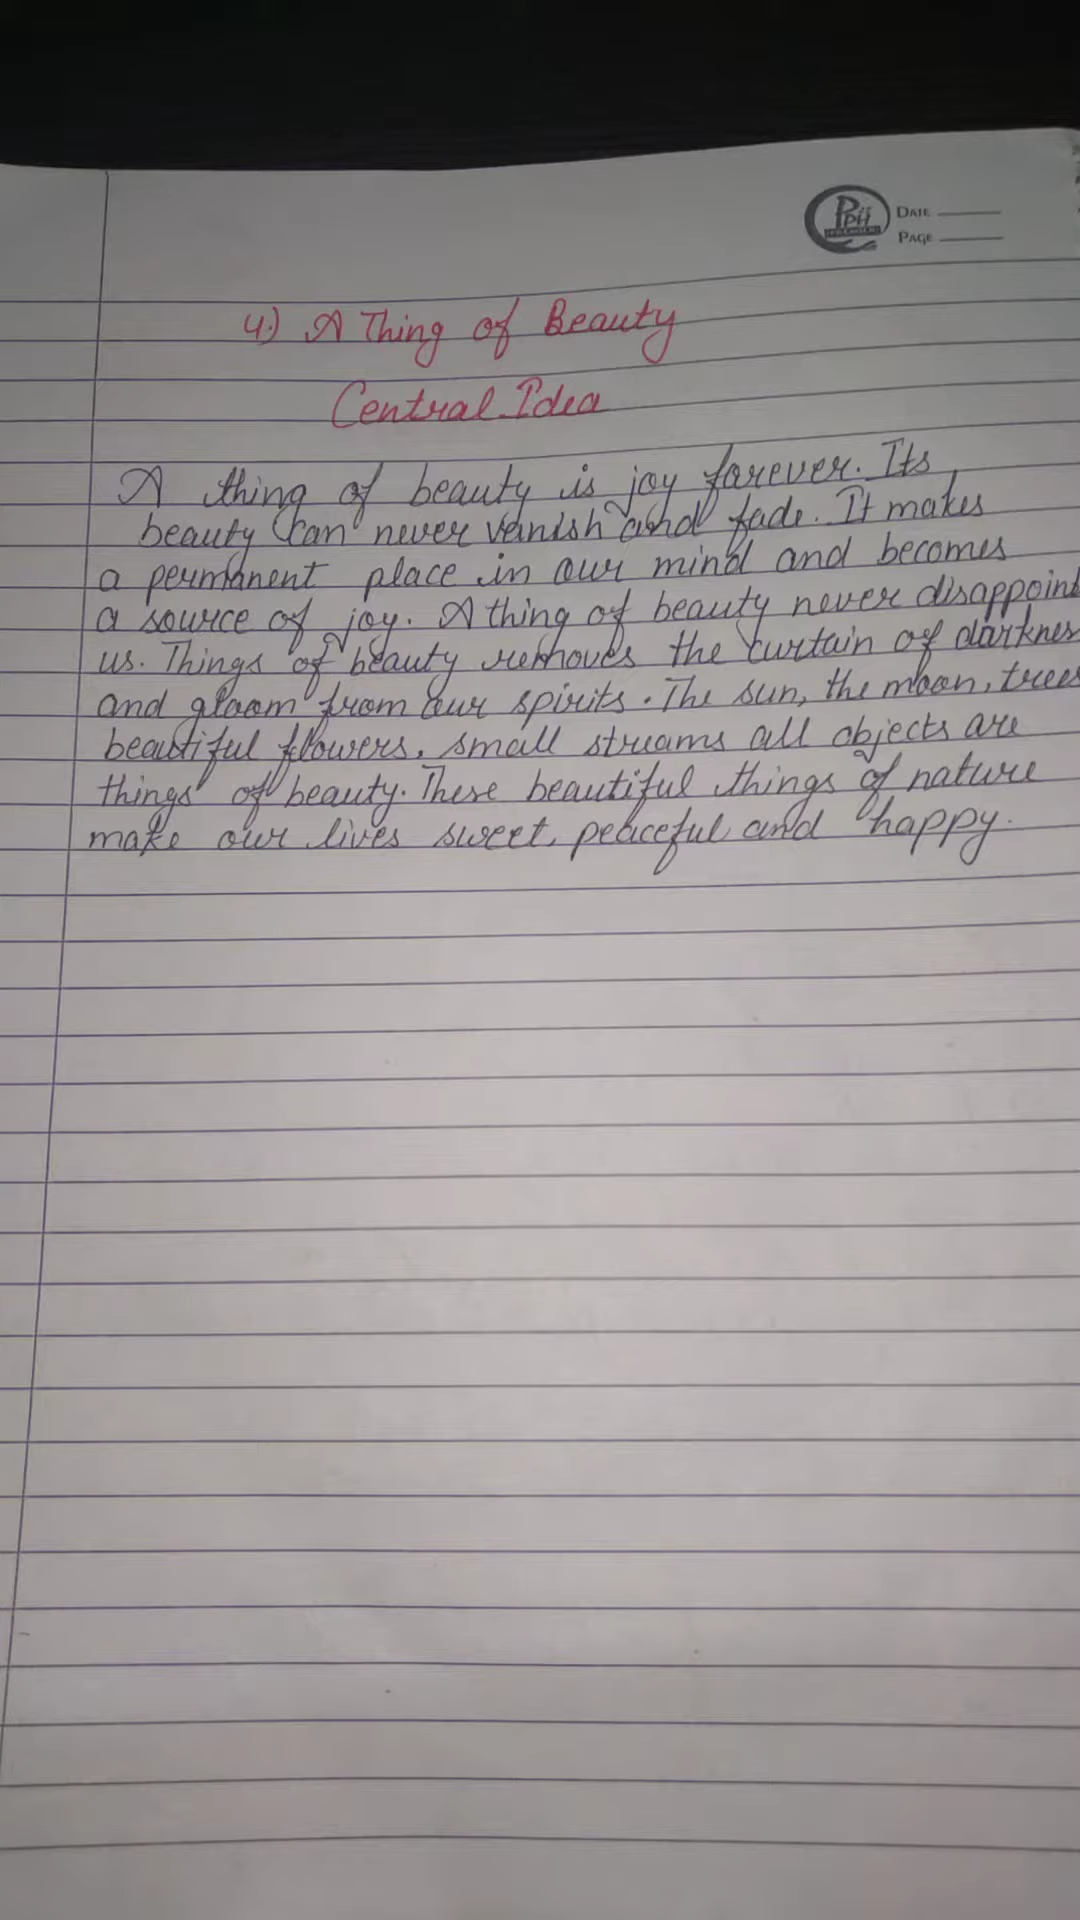 Ppii
DATE
PAGE
4.) A Thing of Beauty
Central Idea
A thing of beauty is joy farever. Its
beauty can never vanish and fade. It makes
a permanent place in our mind and becomes
a source of joy. A thing of beauty never disappoint
us. Things of beauty removes the curtain of darknes
and gloom from our spirits. The sun, the moon, trees
beautiful flowers, small streams all objects are
things of beauty. These beautiful things of nature
make our lives sweet, peaceful and happy.